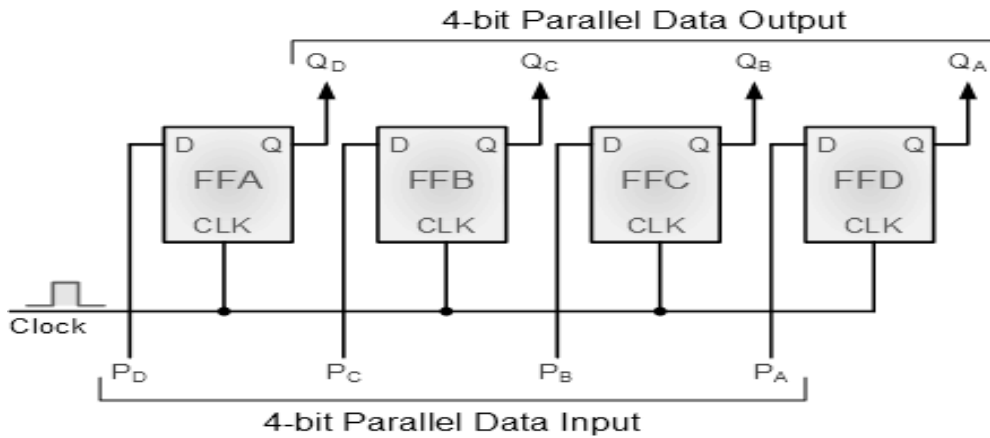 4-bit Parallel Data Output
QD QC QB QA
D Q D Q D Q D Q
FFA FFB FFC FFD
CLK CLK CLK CLK
Clock
PD PC PB PA
4-bit Parallel Data Input